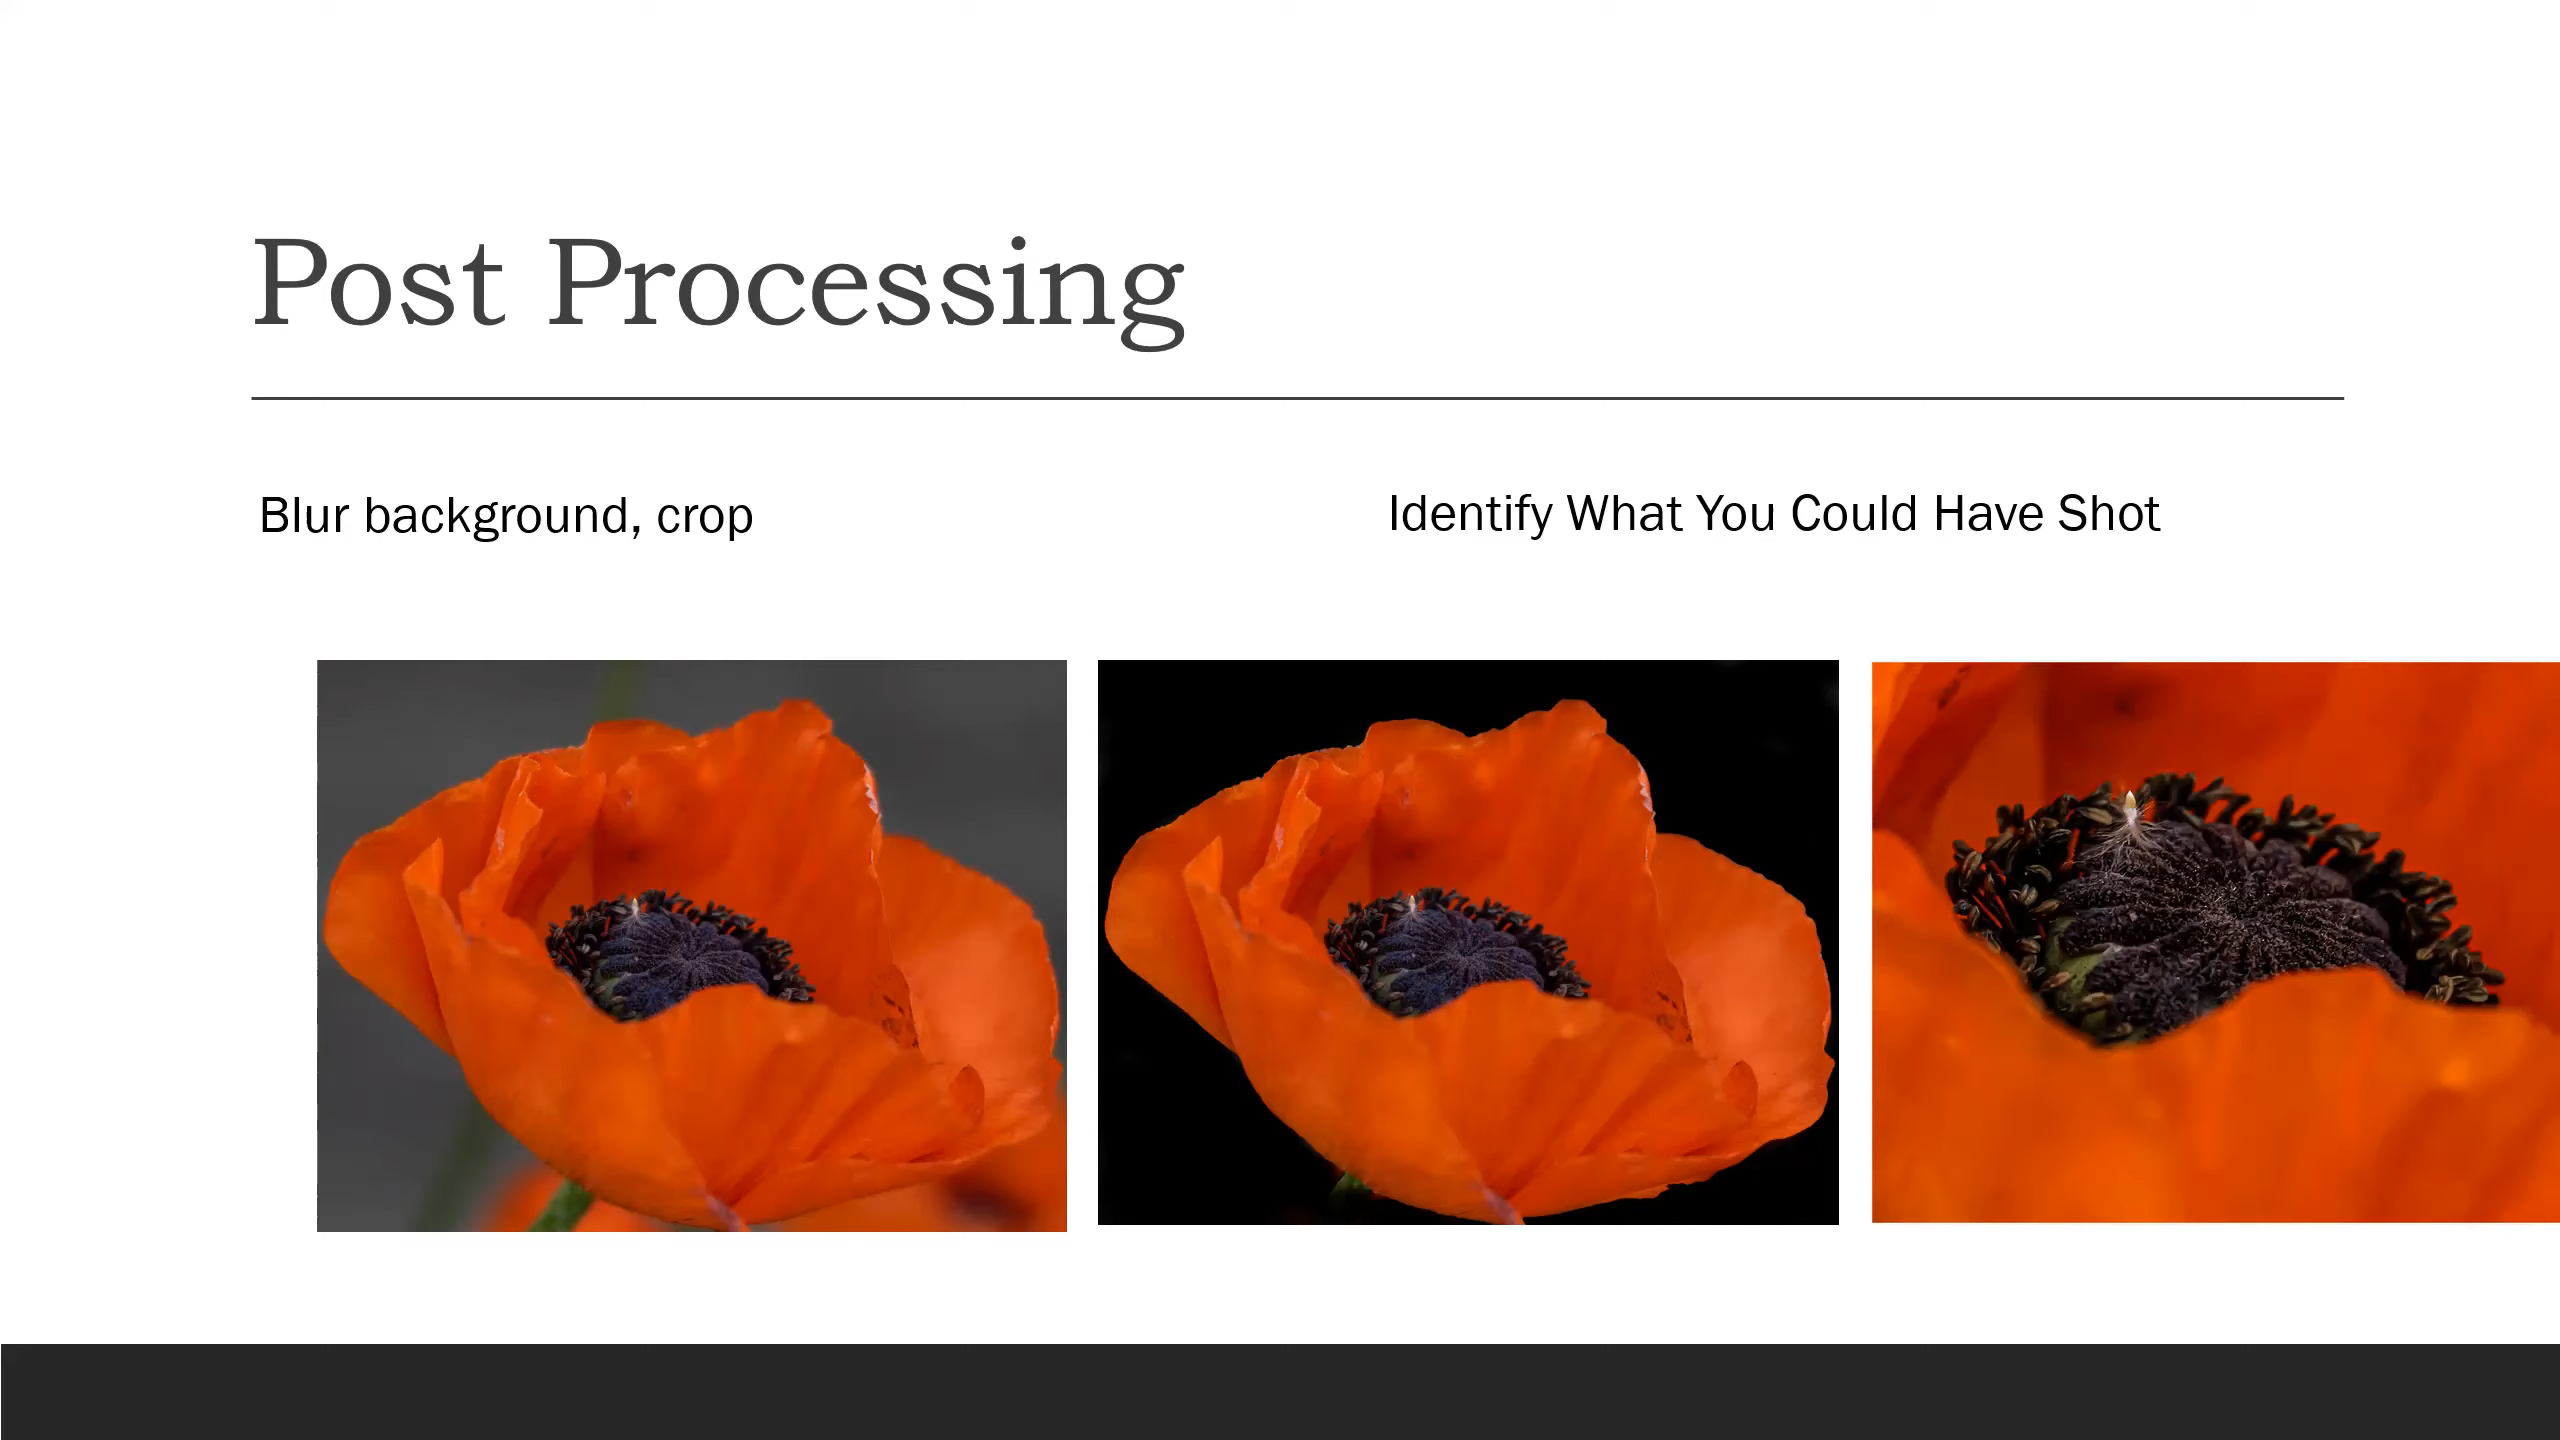 Post Processing
Blur background, crop
Identify What You Could Have Shot